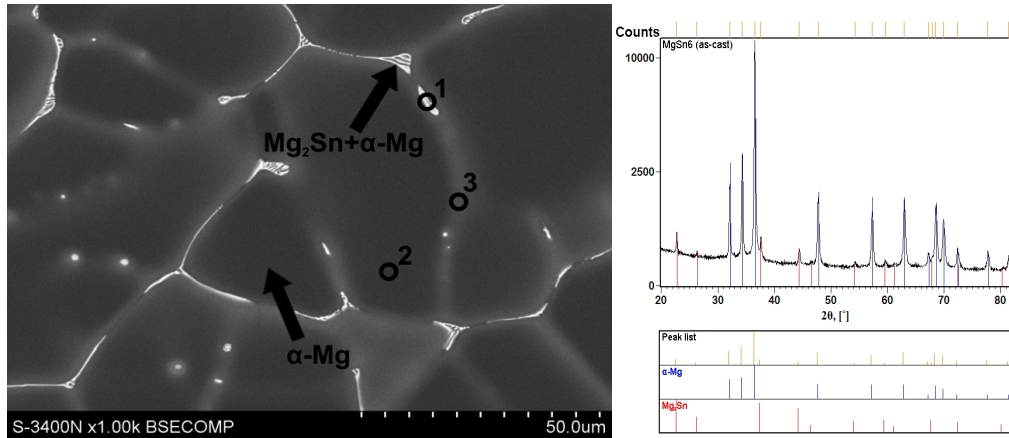 1
Mg₂Sn+α-Mg
3
2
α-Mg
S-3400N x1.00k BSECOMP 50.0um
Counts
MgSn6 (as-cast)
10000
2500
0
20 30 40 50 60 70 80
2θ, [°]
Peak list
α-Mg
Mg₂Sn